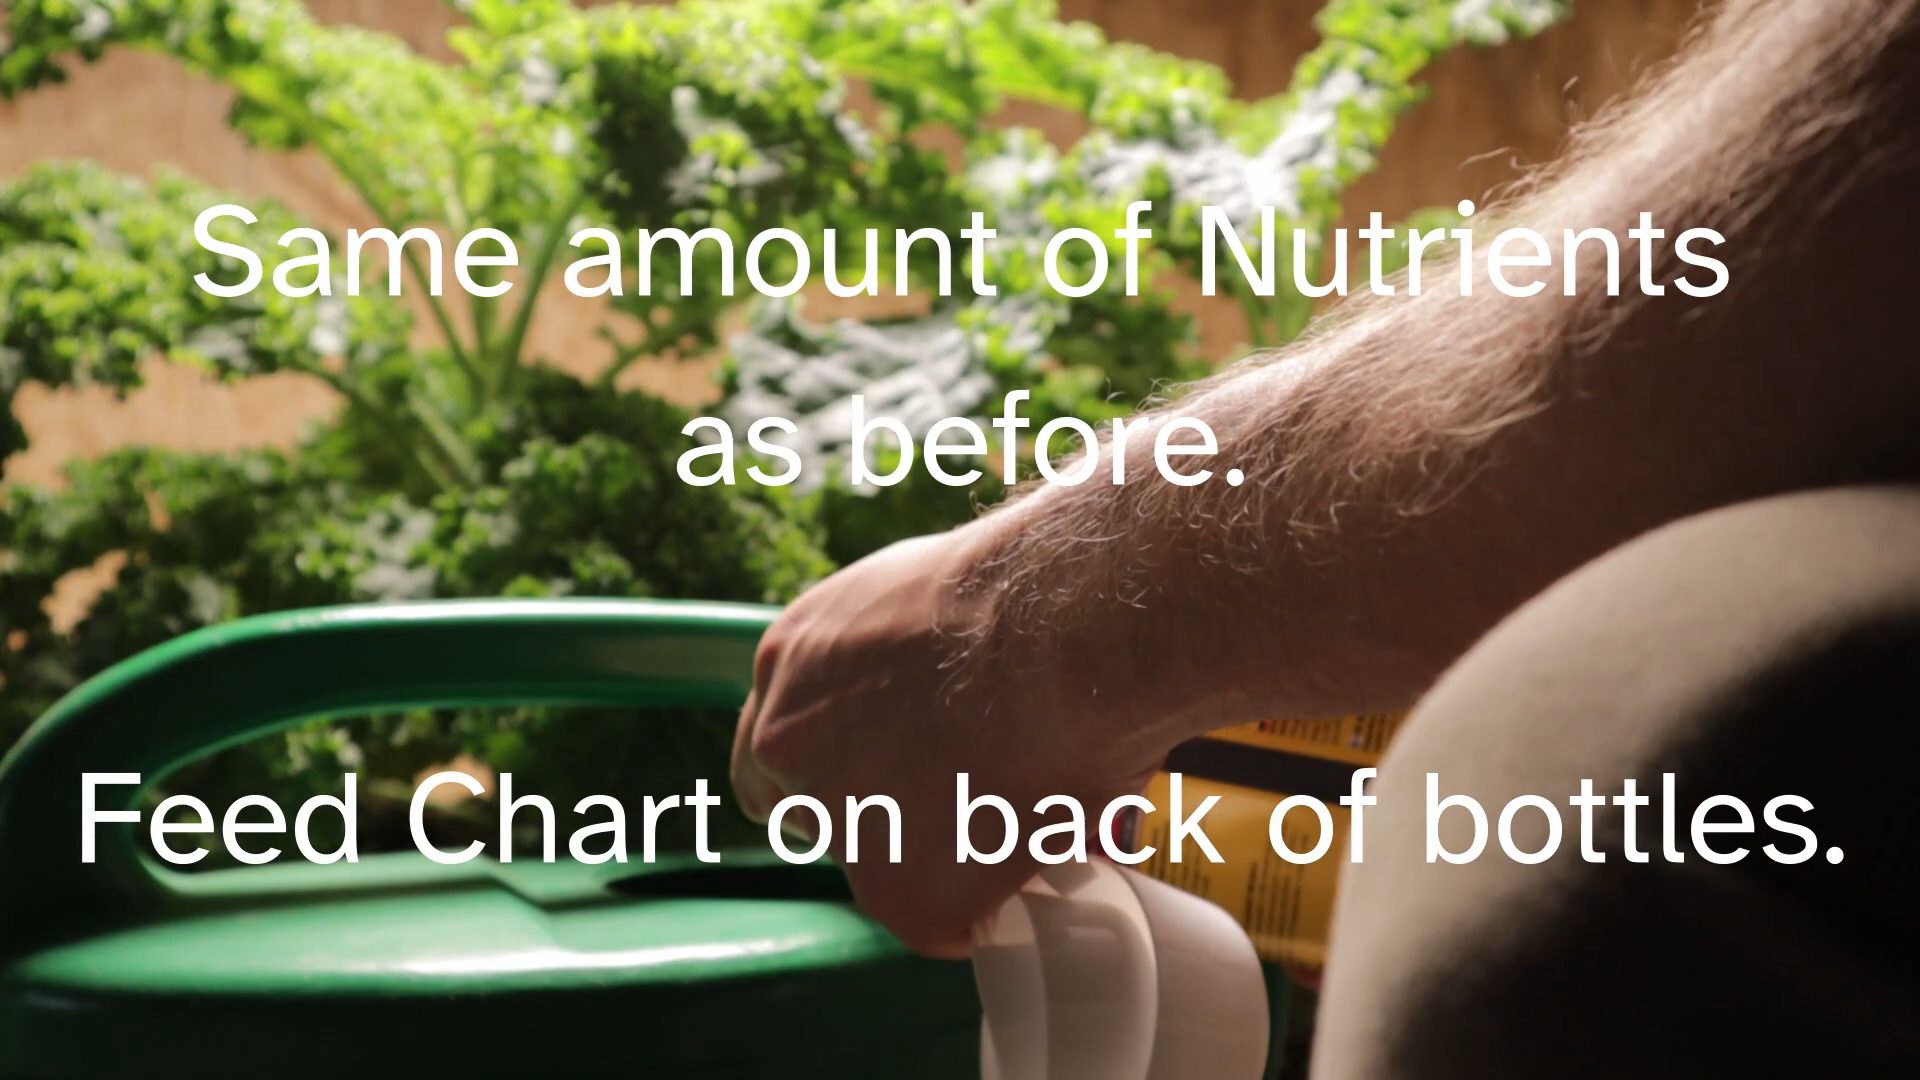 Same amount of Nutrients
as before.
Feed Chart on back of bottles.